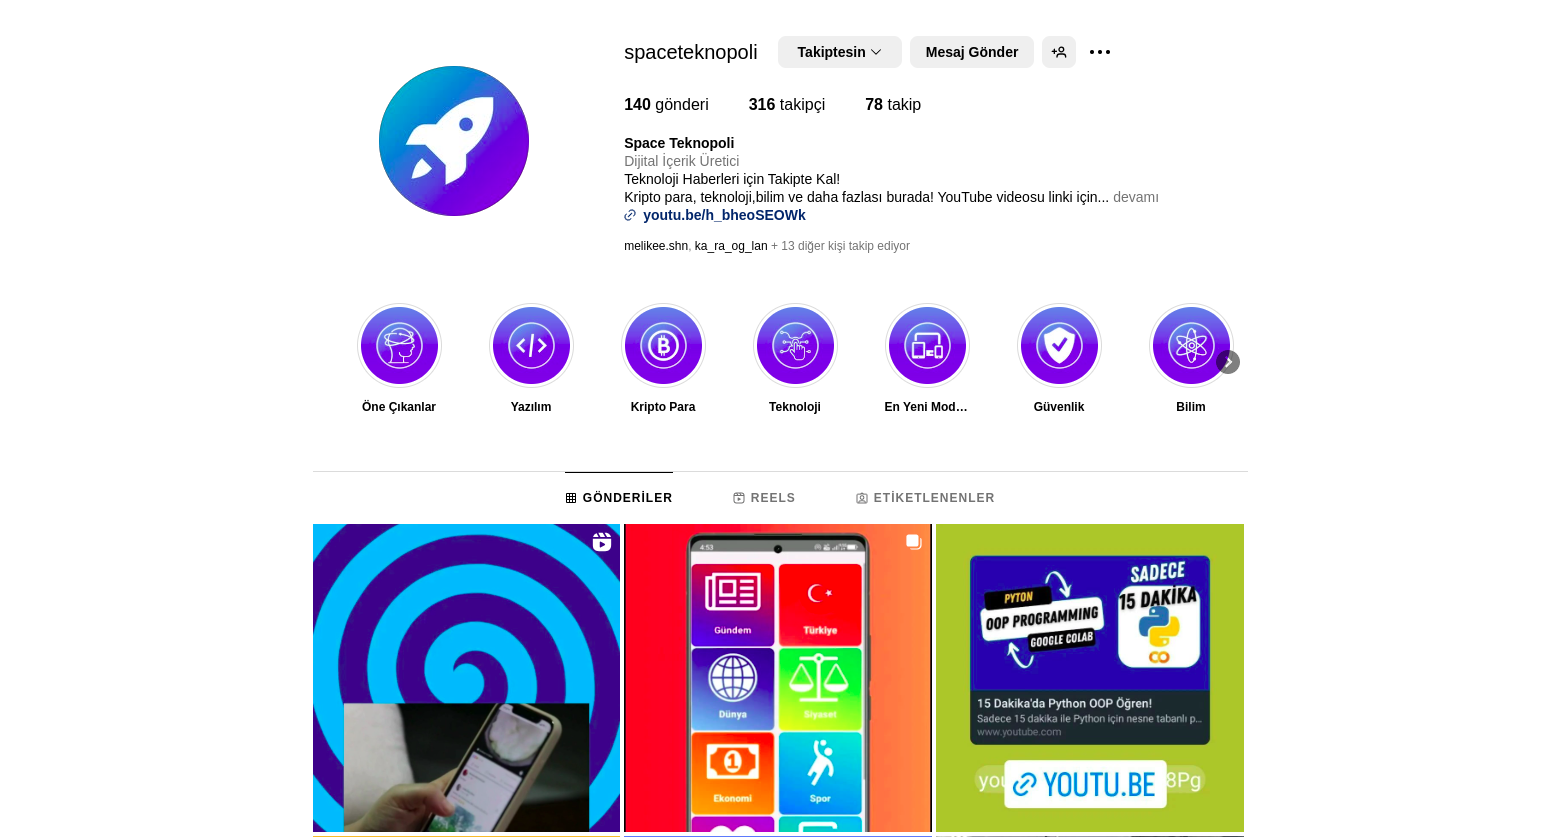 spaceteknopoli Takiptesin Mesaj Gönder
140 gönderi 316 takipçi 78 takip
Space Teknopoli
Dijital İçerik Üretici
Teknoloji Haberleri için Takipte Kal!
Kripto para, teknoloji,bilim ve daha fazlası burada! YouTube videosu linki için... devamı
youtu.be/h_bheoSEOWk
melikee.shn, ka_ra_og_lan + 13 diğer kişi takip ediyor
Öne Çıkanlar Yazılım Kripto Para Teknoloji En Yeni Mod... Güvenlik Bilim
GÖNDERİLER REELS ETİKETLENENLER
4:53
Gündem Türkiye
Dünya Siyaset
Ekonomi Spor
SADECE
15 DAKİKA
PYTON
OOP PROGRAMMING
GOOGLE COLAB
15 Dakika'da Python OOP Öğren!
Sadece 15 dakika ile Python için nesne tabanlı p...
www.youtube.com
you YOUTU.BE 8Pg